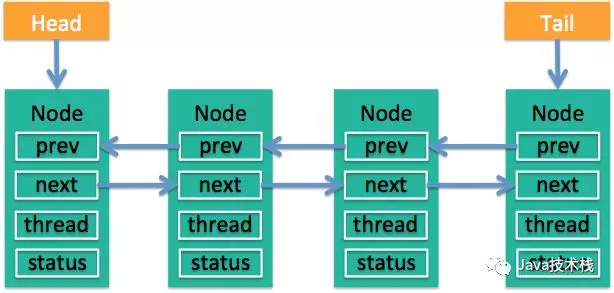 Head
Tail
Node
prev
next
thread
status
Node
prev
next
thread
status
Node
prev
next
thread
status
Node
prev
next
thread
status
Java技术栈